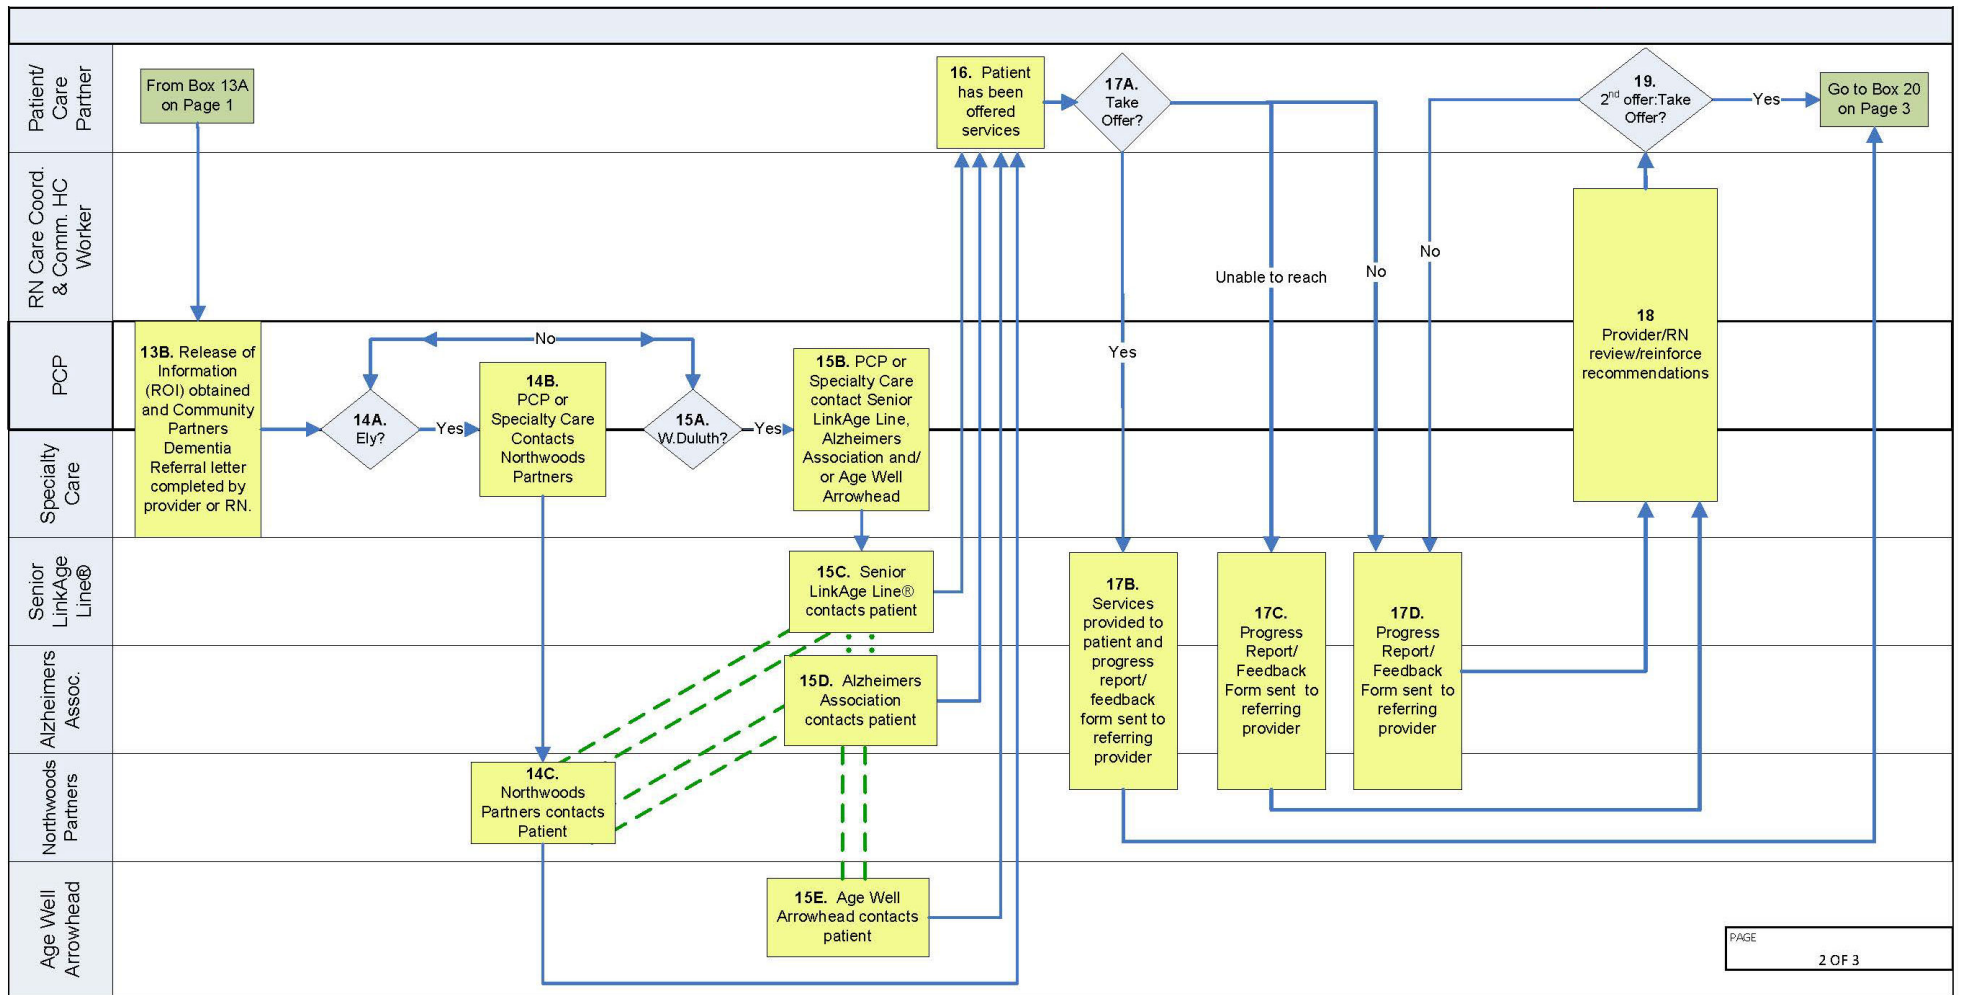 Patient/
Care
Partner
From Box 13A
on Page 1
16. Patient
has been
offered
services
17A.
Take
Offer?
19.
2nd offer:Take
Offer?
Yes
Go to Box 20
on Page 3
RN Care Coord.
& Comm. HC
Worker
Unable to reach
No
No
Yes
18
Provider/RN
review/reinforce
recommendations
PCP
13B. Release of
Information
(ROI) obtained
and Community
Partners
Dementia
Referral letter
completed by
provider or RN.
No
14A.
Ely?
Yes
14B.
PCP or
Specialty Care
Contacts
Northwoods
Partners
15A.
W.Duluth?
Yes
15B. PCP or
Specialty Care
contact Senior
LinkAge Line,
Alzheimers
Association and/
or Age Well
Arrowhead
Specialty
Care
Senior
LinkAge
Line®
15C. Senior
LinkAge Line®
contacts patient
17B.
Services
provided to
patient and
progress
report/
feedback
form sent to
referring
provider
17C.
Progress
Report/
Feedback
Form sent to
referring
provider
17D.
Progress
Report/
Feedback
Form sent to
referring
provider
Alzheimers
Assoc.
15D. Alzheimers
Association
contacts patient
Northwoods
Partners
14C.
Northwoods
Partners contacts
Patient
Age Well
Arrowhead
15E. Age Well
Arrowhead contacts
patient
PAGE
2 OF 3